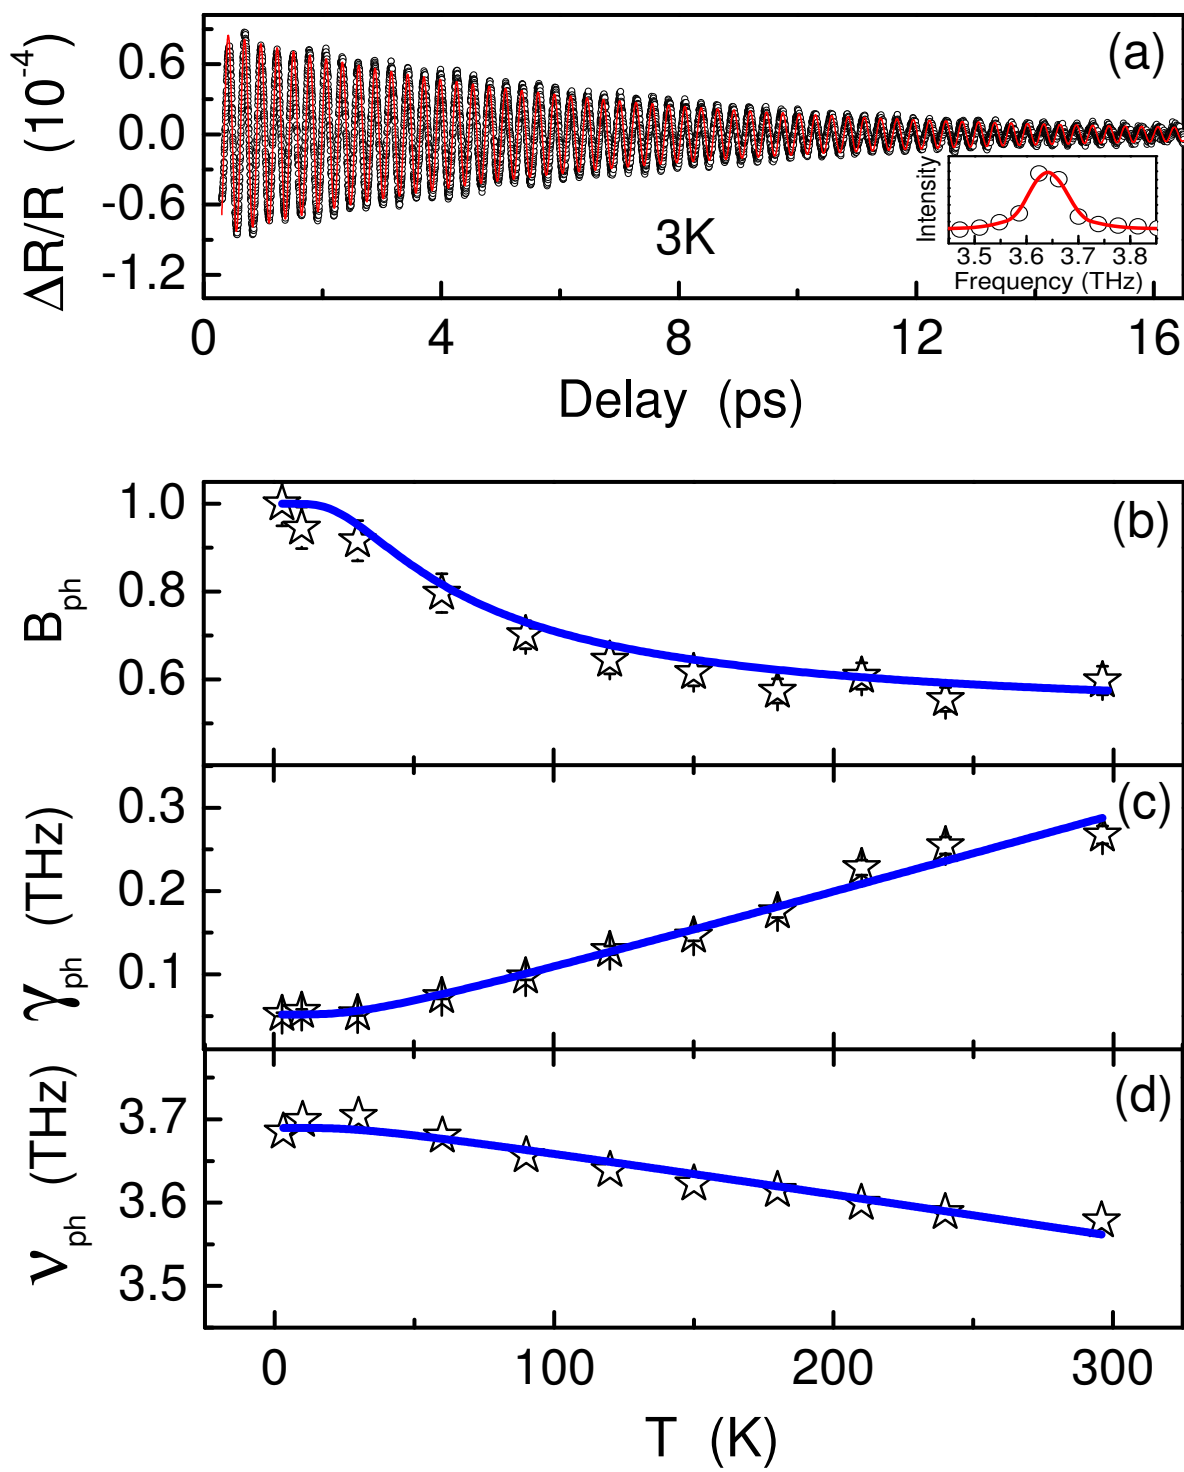 (a)
ΔR/R (10⁻⁴)
0.6
0.0
-0.6
-1.2
3K
Intensity
3.5 3.6 3.7 3.8
Frequency (THz)
0 4 8 12 16
Delay (ps)
(b)
B_ph
1.0
0.8
0.6
(c)
γ_ph (THz)
0.3
0.2
0.1
(d)
ν_ph (THz)
3.7
3.6
3.5
0 100 200 300
T (K)